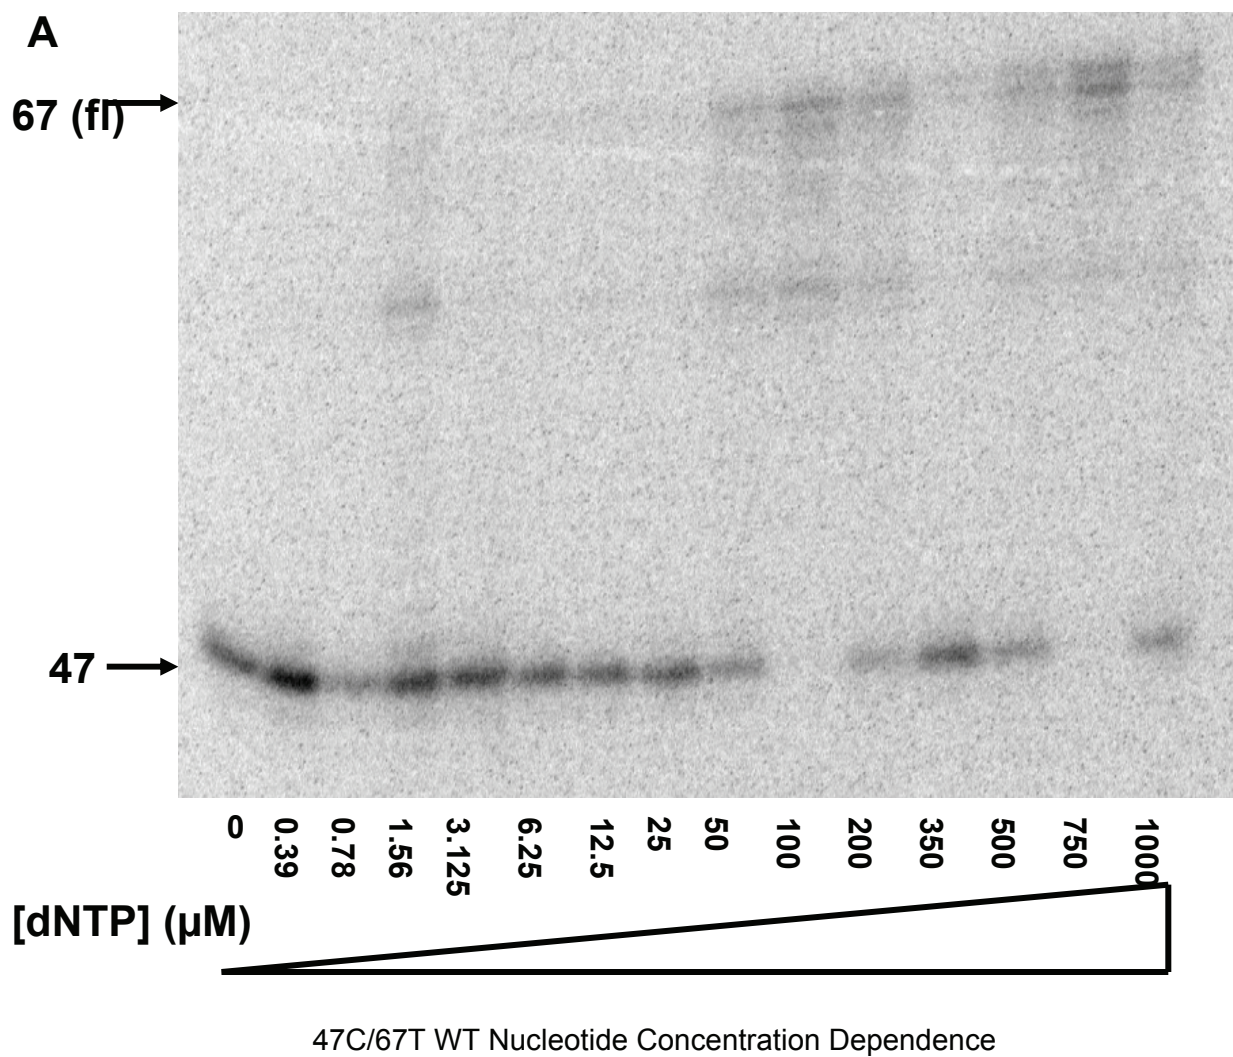 A
67 (fl)
47
0 0.39 0.78 1.56 3.125 6.25 12.5 25 50 100 200 350 500 750 1000
[dNTP] (µM)
47C/67T WT Nucleotide Concentration Dependence